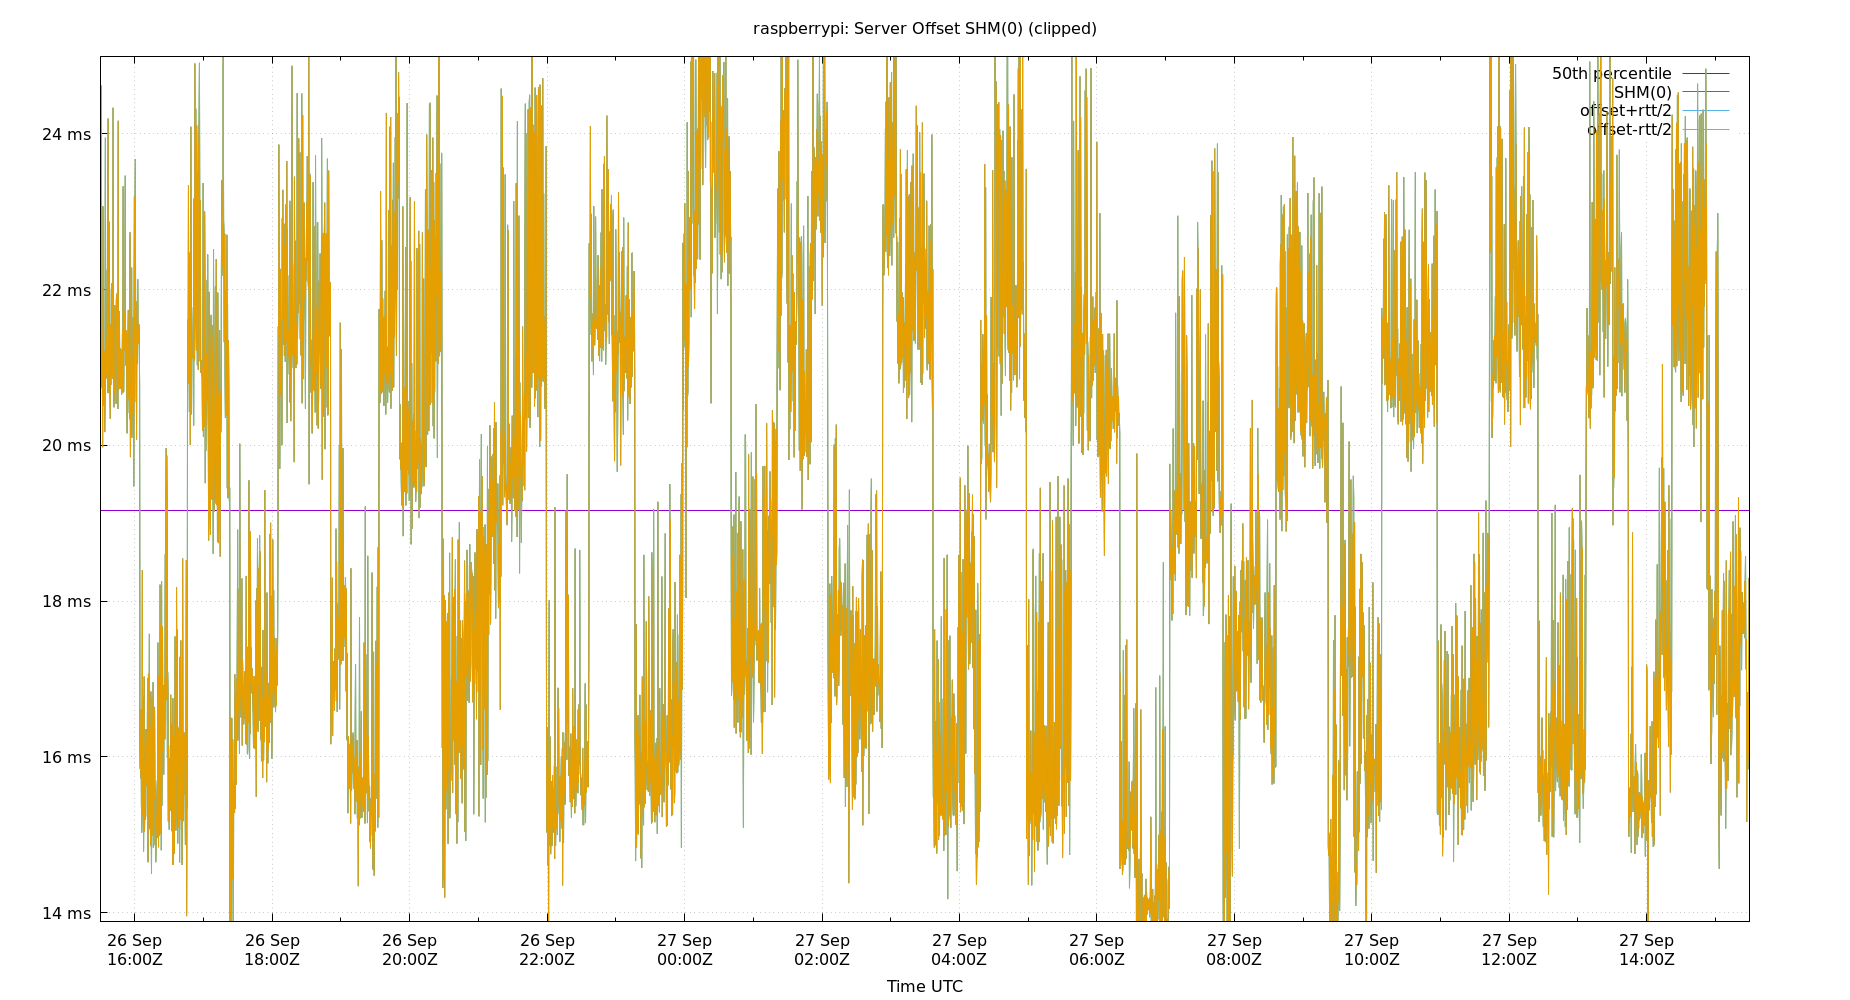 raspberrypi: Server Offset SHM(0) (clipped)
50th percentile
SHM(0)
offset+rtt/2
offset-rtt/2
24 ms
22 ms
20 ms
18 ms
16 ms
14 ms
26 Sep 26 Sep 26 Sep 26 Sep 27 Sep 27 Sep 27 Sep 27 Sep 27 Sep 27 Sep 27 Sep 27 Sep
16:00Z 18:00Z 20:00Z 22:00Z 00:00Z 02:00Z 04:00Z 06:00Z 08:00Z 10:00Z 12:00Z 14:00Z
Time UTC